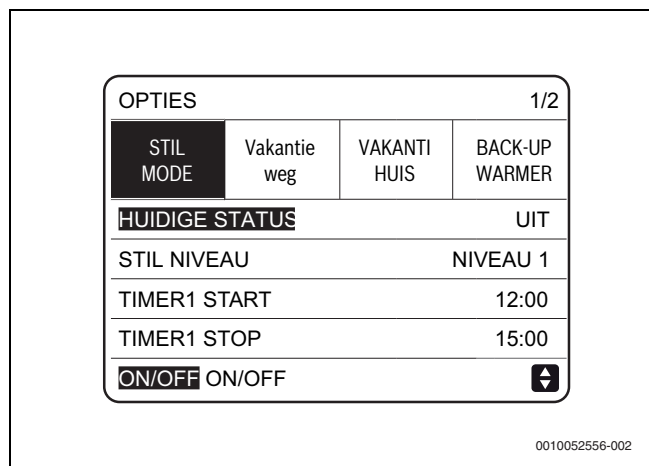 OPTIES 1/2
STIL MODE Vakantie weg VAKANTI HUIS BACK-UP WARMER
HUIDIGE STATUS UIT
STIL NIVEAU NIVEAU 1
TIMER1 START 12:00
TIMER1 STOP 15:00
ON/OFF ON/OFF
0010052556-002